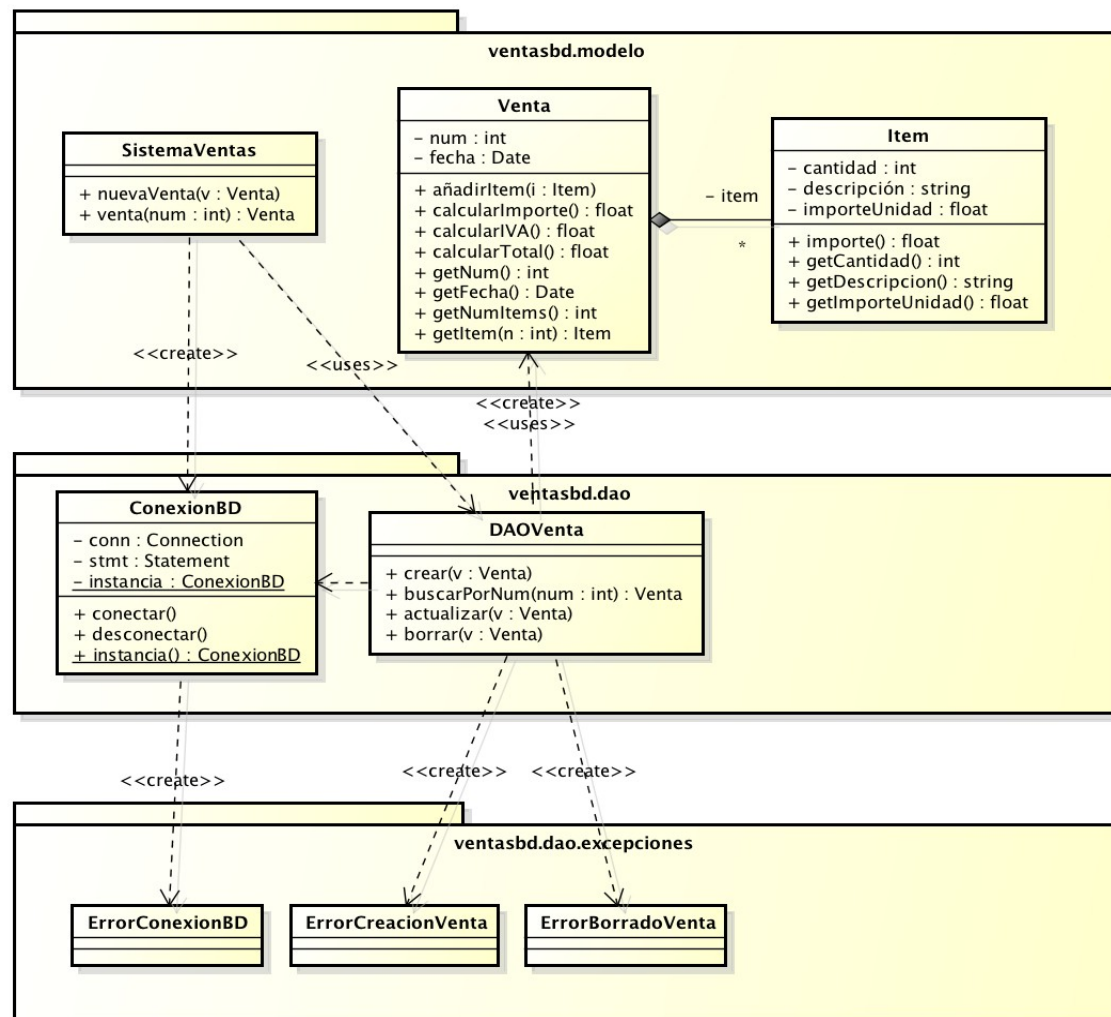 ventasbd.modelo
SistemaVentas
+ nuevaVenta(v : Venta)
+ venta(num : int) : Venta
Venta
- num : int
- fecha : Date
+ añadirItem(i : Item)
+ calcularImporte() : float
+ calcularIVA() : float
+ calcularTotal() : float
+ getNum() : int
+ getFecha() : Date
+ getNumItems() : int
+ getItem(n : int) : Item
- item
*
Item
- cantidad : int
- descripción : string
- importeUnidad : float
+ importe() : float
+ getCantidad() : int
+ getDescripcion() : string
+ getImporteUnidad() : float
<<create>>
<<uses>>
<<create>>
<<uses>>
ventasbd.dao
ConexionBD
- conn : Connection
- stmt : Statement
- instancia : ConexionBD
+ conectar()
+ desconectar()
+ instancia() : ConexionBD
DAOVenta
+ crear(v : Venta)
+ buscarPorNum(num : int) : Venta
+ actualizar(v : Venta)
+ borrar(v : Venta)
<<create>>
<<create>>
<<create>>
ventasbd.dao.excepciones
ErrorConexionBD
ErrorCreacionVenta
ErrorBorradoVenta